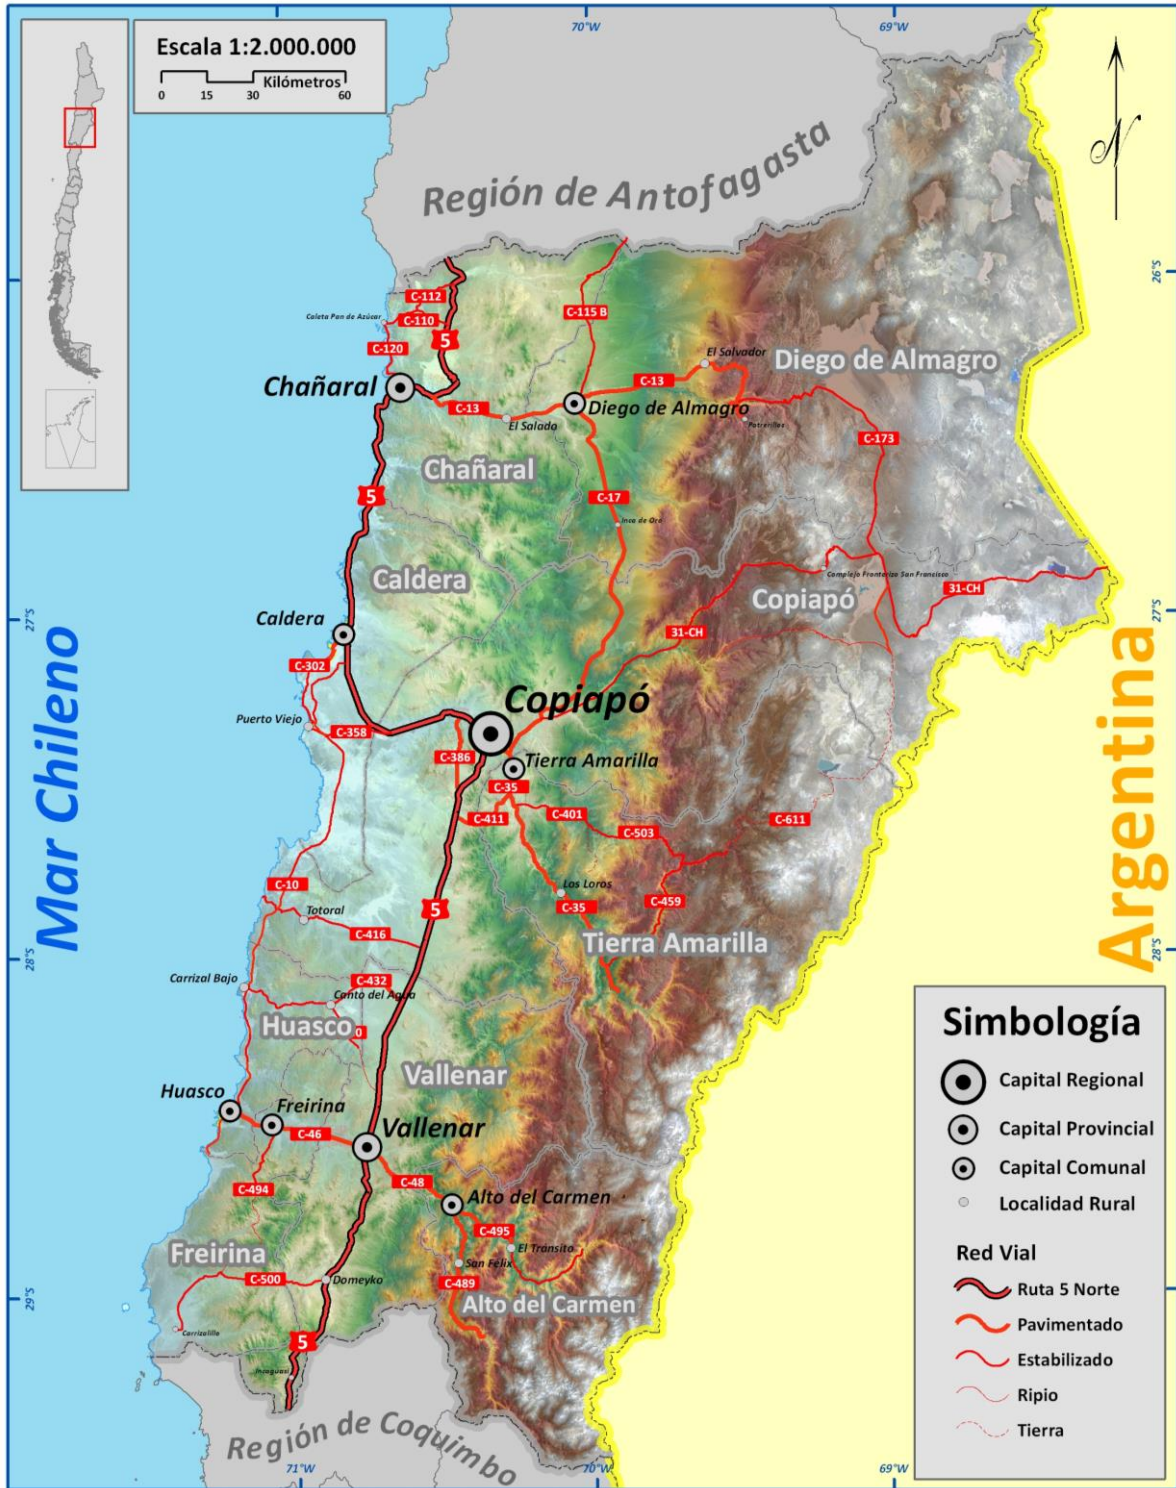 70°W
69°W
Escala 1:2.000.000
Kilómetros
0 15 30 60
N
Región de Antofagasta
26°S
C-112
Caleta Pan de Azúcar
C-110
C-115 B
5
C-120
El Salvador
Diego de Almagro
Chañaral
C-13
C-13
Diego de Almagro
El Salado
Potrerillos
C-173
Chañaral
5
C-17
Inca de Oro
Caldera
Complejo Fronterizo San Francisco
31-CH
Copiapó
27°S
27°S
Caldera
31-CH
C-302
Copiapó
Puerto Viejo
C-358
C-386
Tierra Amarilla
C-35
C-411
C-401
C-611
C-503
Mar Chileno
Argentina
C-10
Los Loros
C-459
5
C-35
Totoral
C-416
Tierra Amarilla
28°S
28°S
Carrizal Bajo
C-432
Canto del Agua
Huasco
0
Vallenar
Huasco
Freirina
C-46
Vallenar
C-48
C-494
Alto del Carmen
C-495
El Tránsito
Freirina
San Félix
C-500
Domeyko
C-489
29°S
Alto del Carmen
Carrizalillo
5
Incaguasi
Región de Coquimbo
71°W
70°W
69°W
Simbología
Capital Regional
Capital Provincial
Capital Comunal
Localidad Rural
Red Vial
Ruta 5 Norte
Pavimentado
Estabilizado
Ripio
Tierra